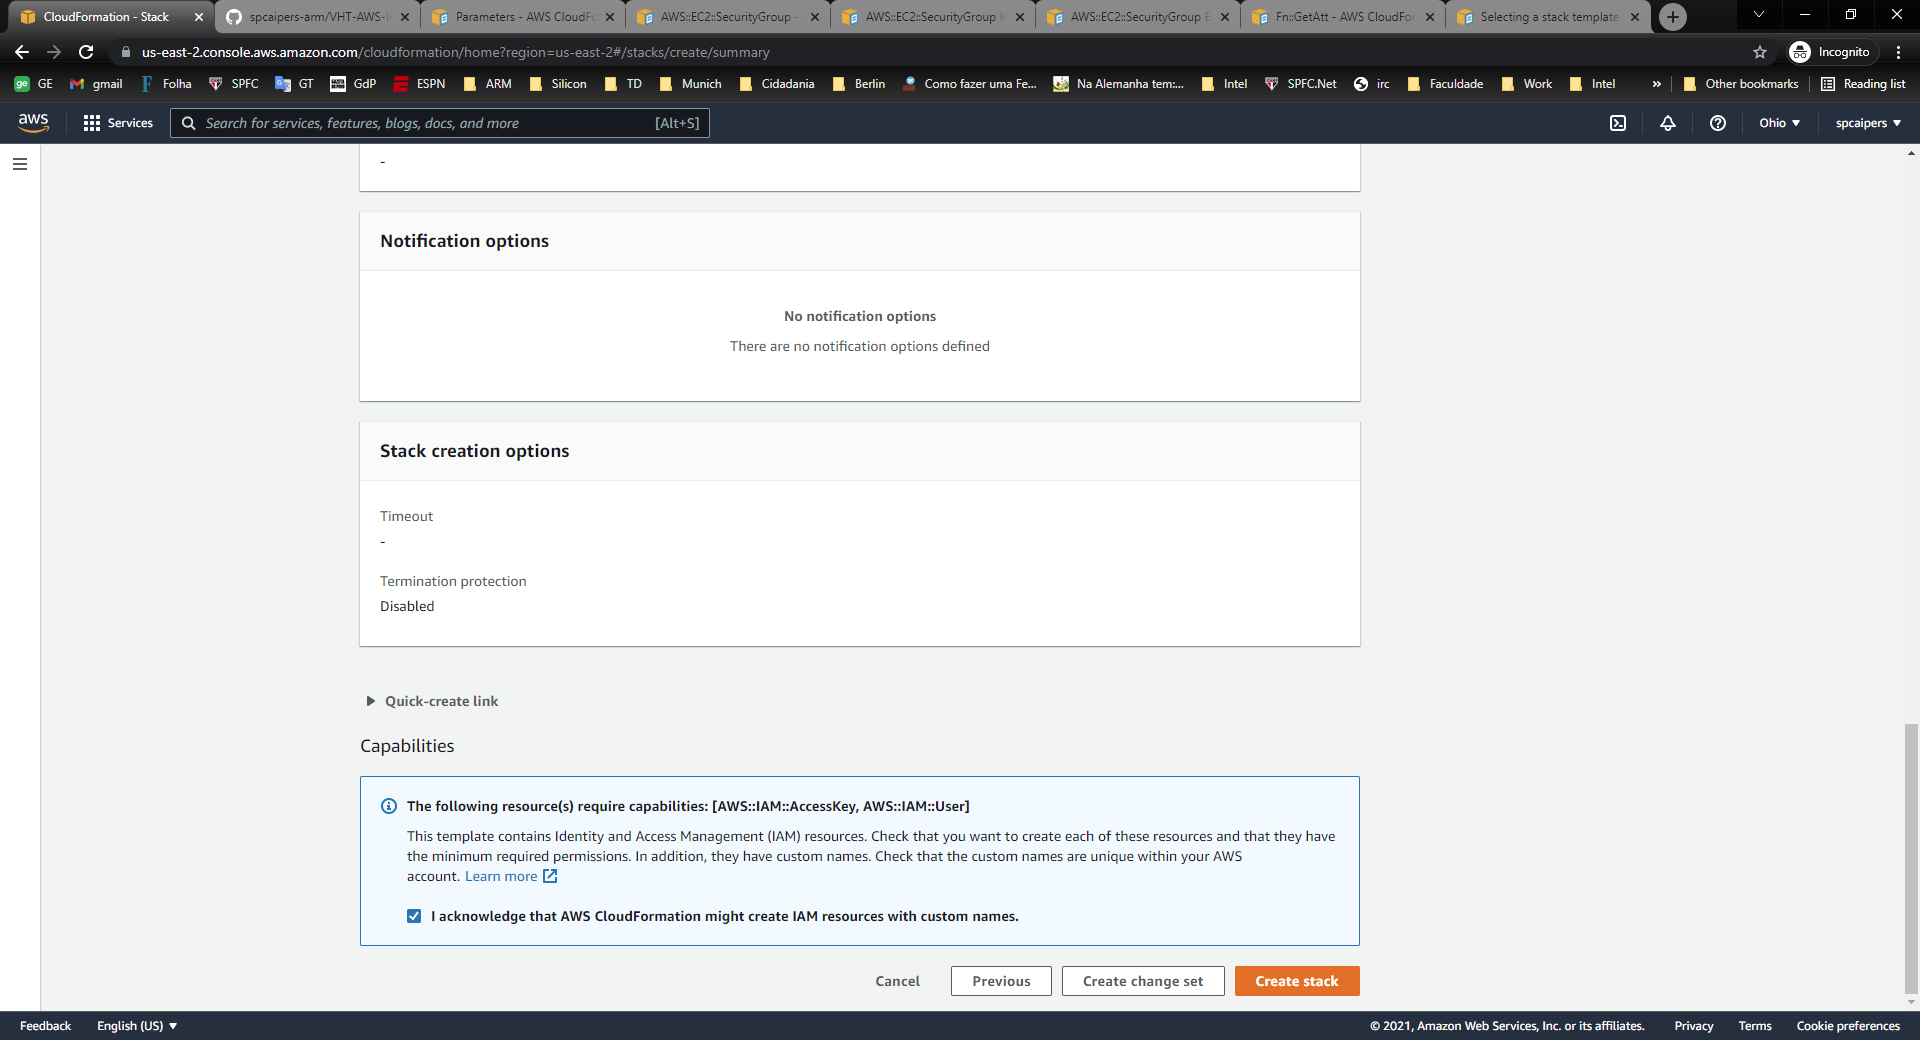 CloudFormation - Stack
spcaipers-arm/VHT-AWS-I
Parameters - AWS CloudFo
AWS::EC2::SecurityGroup -
AWS::EC2::SecurityGroup I
AWS::EC2::SecurityGroup E
Fn::GetAtt - AWS CloudFor
Selecting a stack template
us-east-2.console.aws.amazon.com/cloudformation/home?region=us-east-2#/stacks/create/summary
Incognito
GE
gmail
Folha
SPFC
GT
GdP
ESPN
ARM
Silicon
TD
Munich
Cidadania
Berlin
Como fazer uma Fe...
Na Alemanha tem:...
Intel
SPFC.Net
irc
Faculdade
Work
Intel
»
Other bookmarks
Reading list
aws
Services
Search for services, features, blogs, docs, and more [Alt+S]
Ohio
spcaipers
-
Notification options
No notification options
There are no notification options defined
Stack creation options
Timeout
-
Termination protection
Disabled
Quick-create link
Capabilities
The following resource(s) require capabilities: [AWS::IAM::AccessKey, AWS::IAM::User]
This template contains Identity and Access Management (IAM) resources. Check that you want to create each of these resources and that they have
the minimum required permissions. In addition, they have custom names. Check that the custom names are unique within your AWS
account. Learn more
I acknowledge that AWS CloudFormation might create IAM resources with custom names.
Cancel
Previous
Create change set
Create stack
Feedback
English (US)
© 2021, Amazon Web Services, Inc. or its affiliates.
Privacy
Terms
Cookie preferences